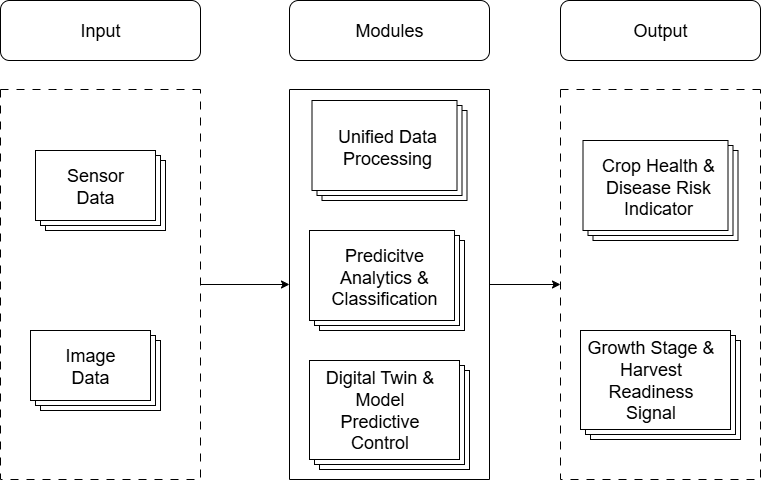 Input
Modules
Output
Sensor
Data
Image
Data
Unified Data
Processing
Predicitve
Analytics &
Classification
Digital Twin &
Model
Predictive
Control
Crop Health &
Disease Risk
Indicator
Growth Stage &
Harvest
Readiness
Signal